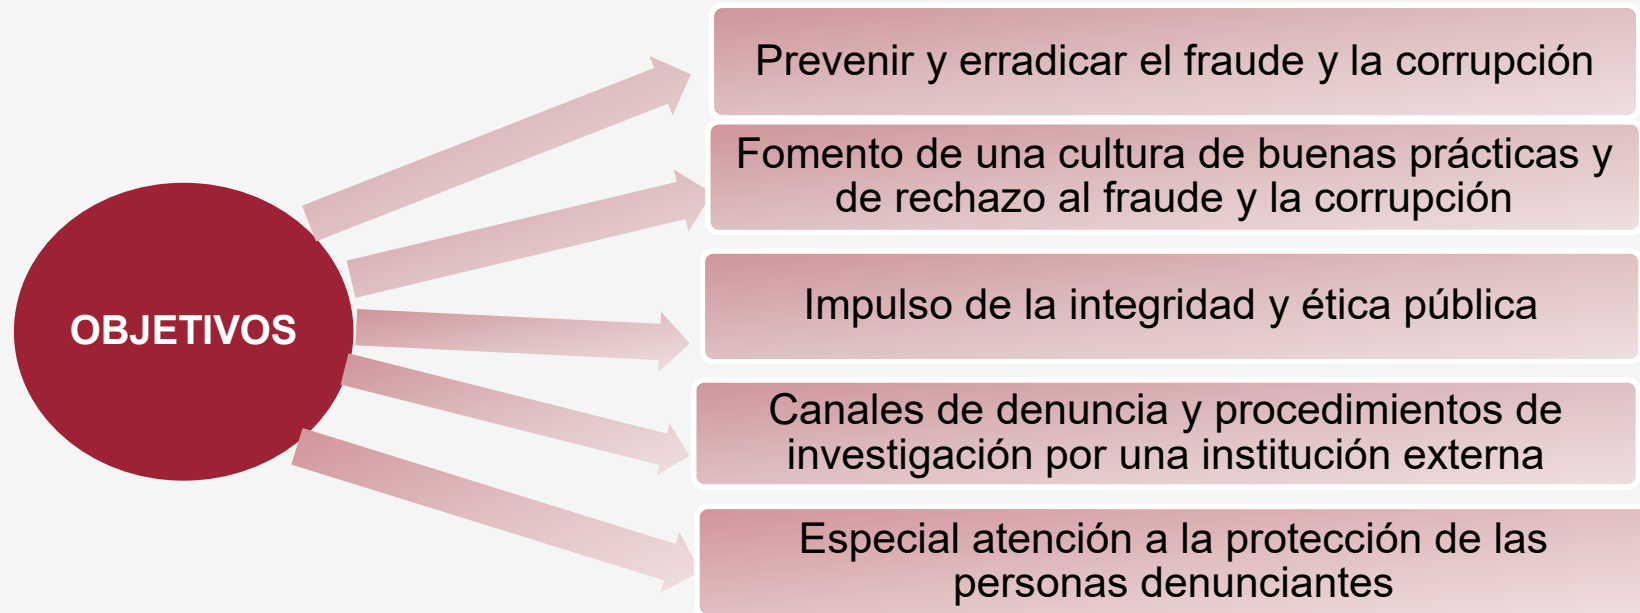 OBJETIVOS
Prevenir y erradicar el fraude y la corrupción
Fomento de una cultura de buenas prácticas y
de rechazo al fraude y la corrupción
Impulso de la integridad y ética pública
Canales de denuncia y procedimientos de
investigación por una institución externa
Especial atención a la protección de las
personas denunciantes